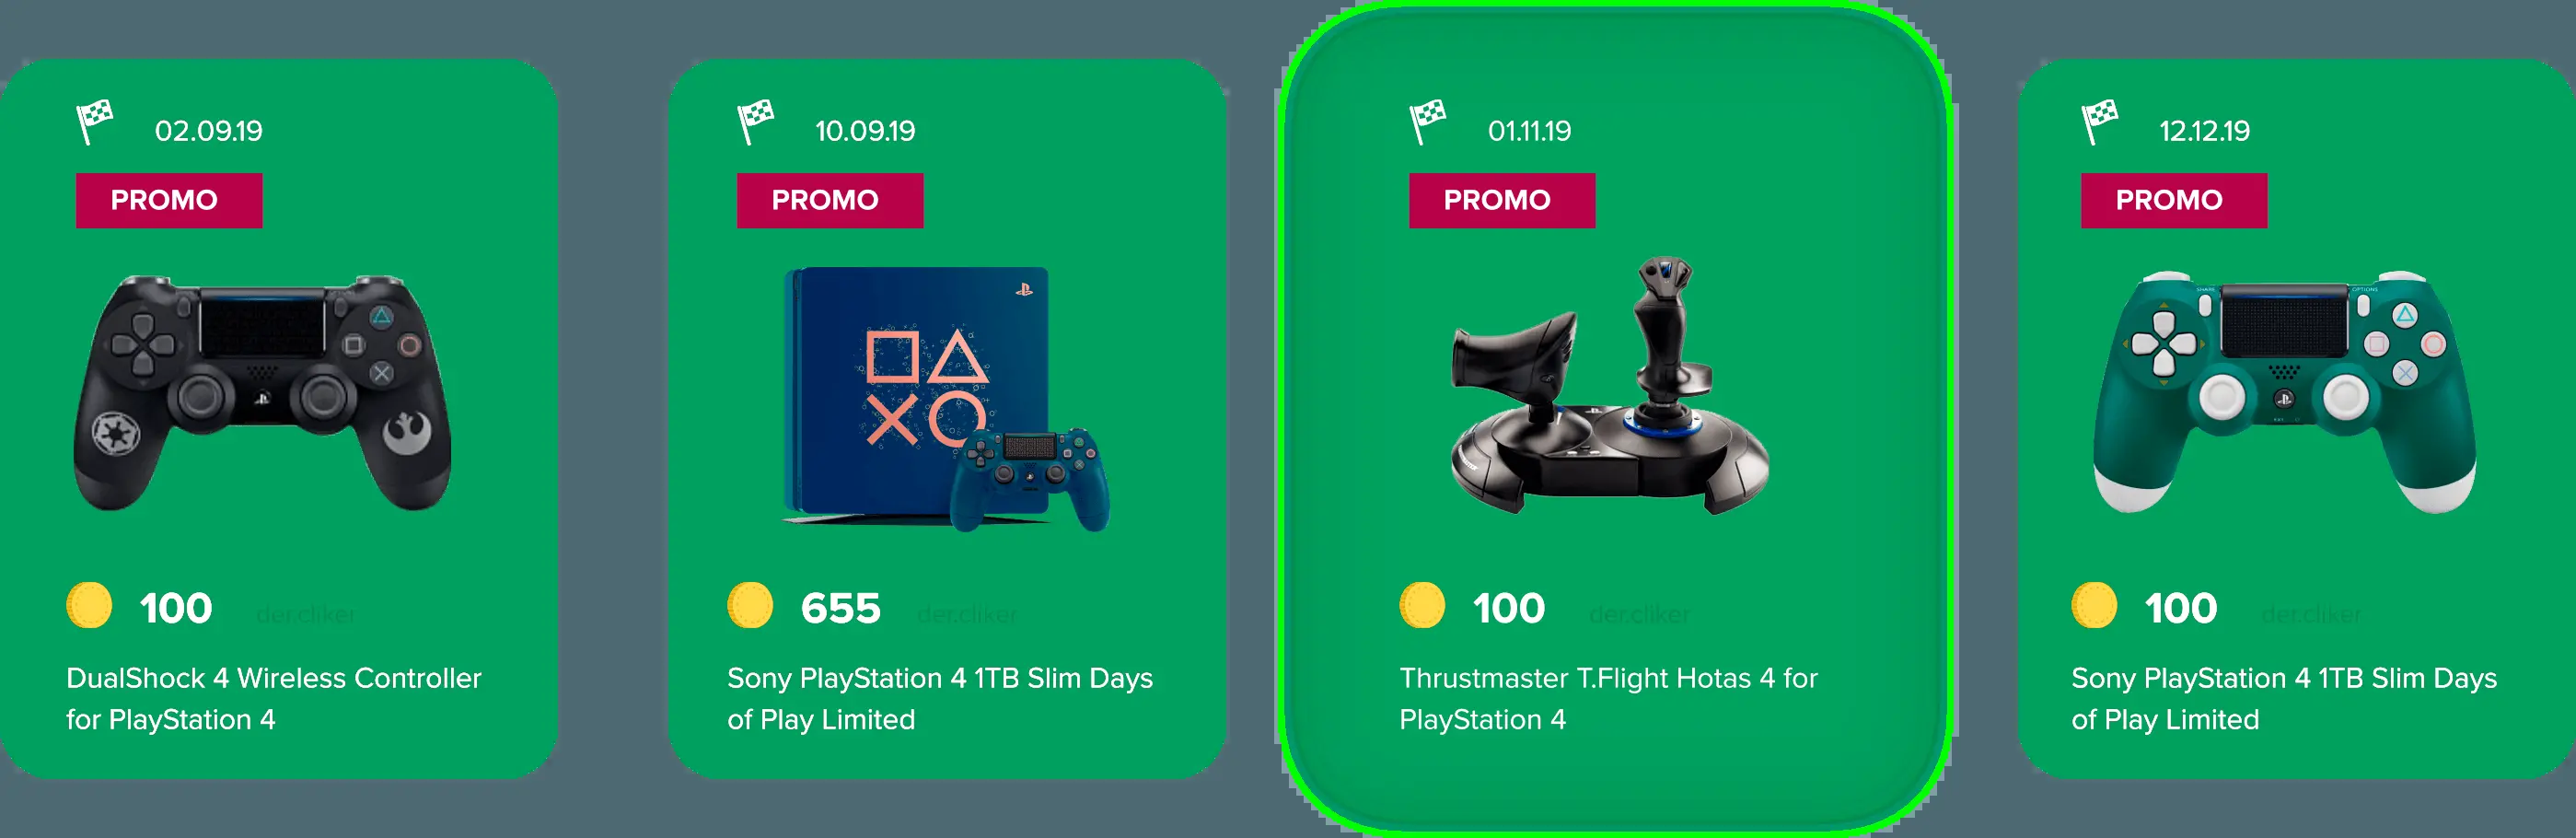 02.09.19
PROMO
100
der.cliker
DualShock 4 Wireless Controller
for PlayStation 4
10.09.19
PROMO
655
der.cliker
Sony PlayStation 4 1TB Slim Days
of Play Limited
01.11.19
PROMO
100
der.cliker
Thrustmaster T.Flight Hotas 4 for
PlayStation 4
12.12.19
PROMO
SHARE
OPTIONS
100
der.cliker
Sony PlayStation 4 1TB Slim Days
of Play Limited